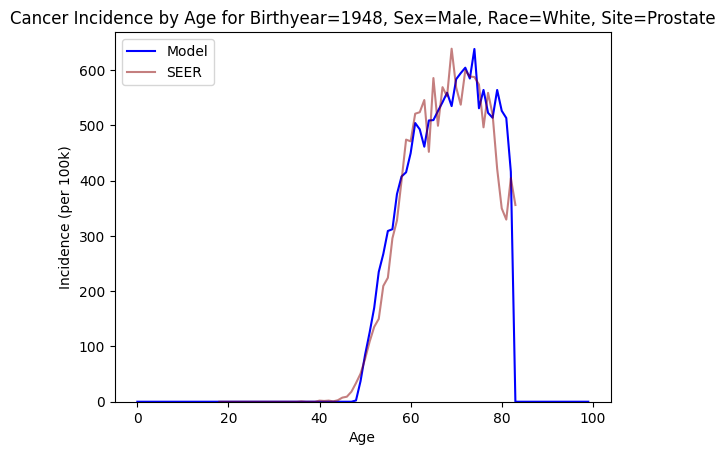 Cancer Incidence by Age for Birthyear=1948, Sex=Male, Race=White, Site=Prostate
Model
SEER
600
500
400
300
200
100
0
Incidence (per 100k)
0 20 40 60 80 100
Age